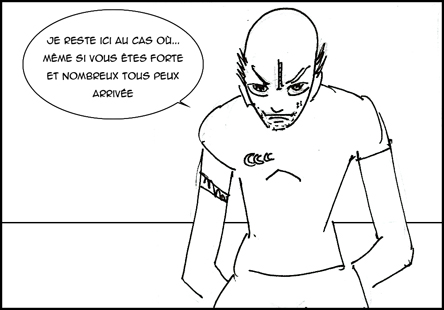 JE RESTE ICI AU CAS OÙ...
MÊME SI VOUS ÊTES FORTE
ET NOMBREUX TOUS PEUX
ARRIVÉE